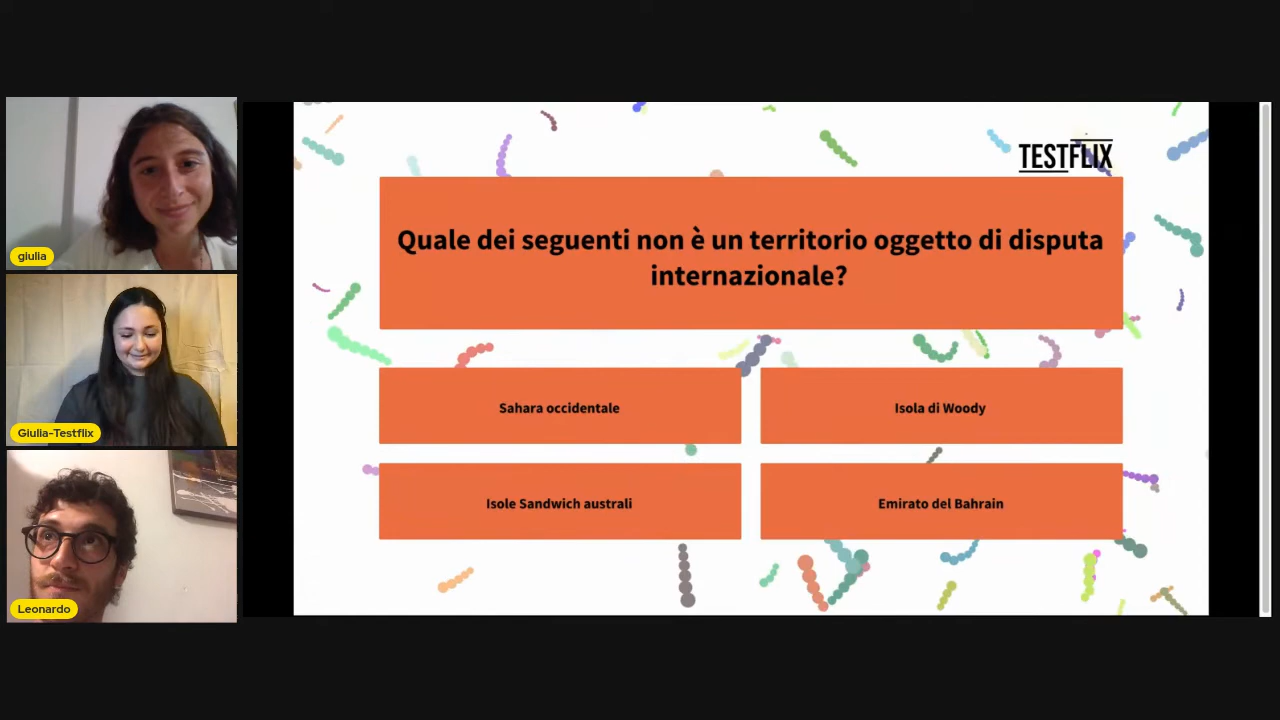 giulia
Giulia-Testflix
Leonardo
TESTFLIX
Quale dei seguenti non è un territorio oggetto di disputa
internazionale?
Sahara occidentale
Isola di Woody
Isole Sandwich australi
Emirato del Bahrain